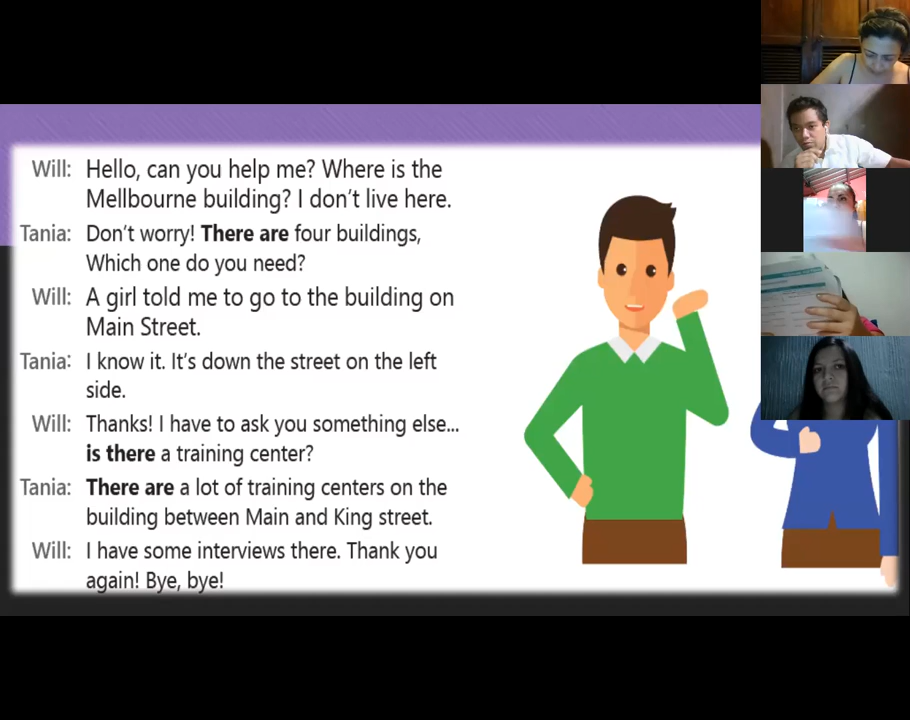 Will: Hello, can you help me? Where is the
Mellbourne building? I don't live here.
Tania: Don't worry! There are four buildings,
Which one do you need?
Will: A girl told me to go to the building on
Main Street.
Tania: I know it. It's down the street on the left
side.
Will: Thanks! I have to ask you something else...
is there a training center?
Tania: There are a lot of training centers on the
building between Main and King street.
Will: I have some interviews there. Thank you
again! Bye, bye!